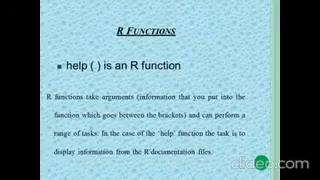 R FUNCTIONS
help ( ) is an R function
R functions take arguments (information that you put into the
function which goes between the brackets) and can perform a
range of tasks. In the case of the 'help' function the task is to
display information from the R documentation files.